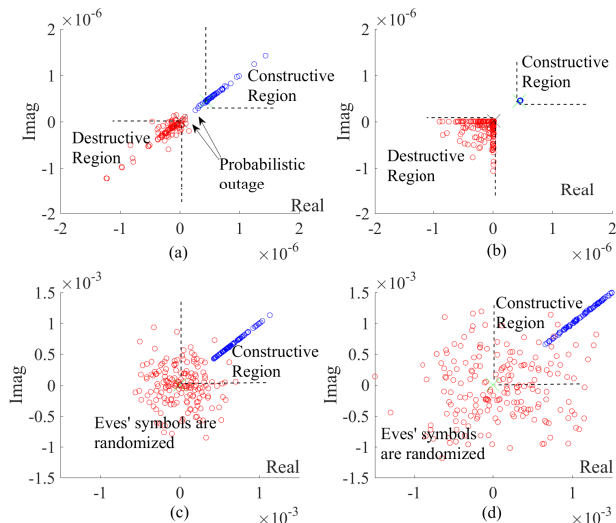 ×10⁻⁶
2
1
0
-1
-2
Imag
Constructive
Region
Destructive
Region
Probabilistic
outage
Real
-2
-1
0
1
2
×10⁻⁶
(a)
×10⁻⁶
2
1
0
-1
-2
Imag
Constructive
Region
Destructive
Region
Real
-2
-1
0
1
2
×10⁻⁶
(b)
×10⁻³
1.5
1
0.5
0
-0.5
-1
-1.5
Imag
Constructive
Region
Eves' symbols are
randomized
Real
-1
0
1
×10⁻³
(c)
×10⁻³
1.5
1
0.5
0
-0.5
-1
-1.5
Imag
Constructive
Region
Eves' symbols
are randomized
Real
-1
0
1
×10⁻³
(d)